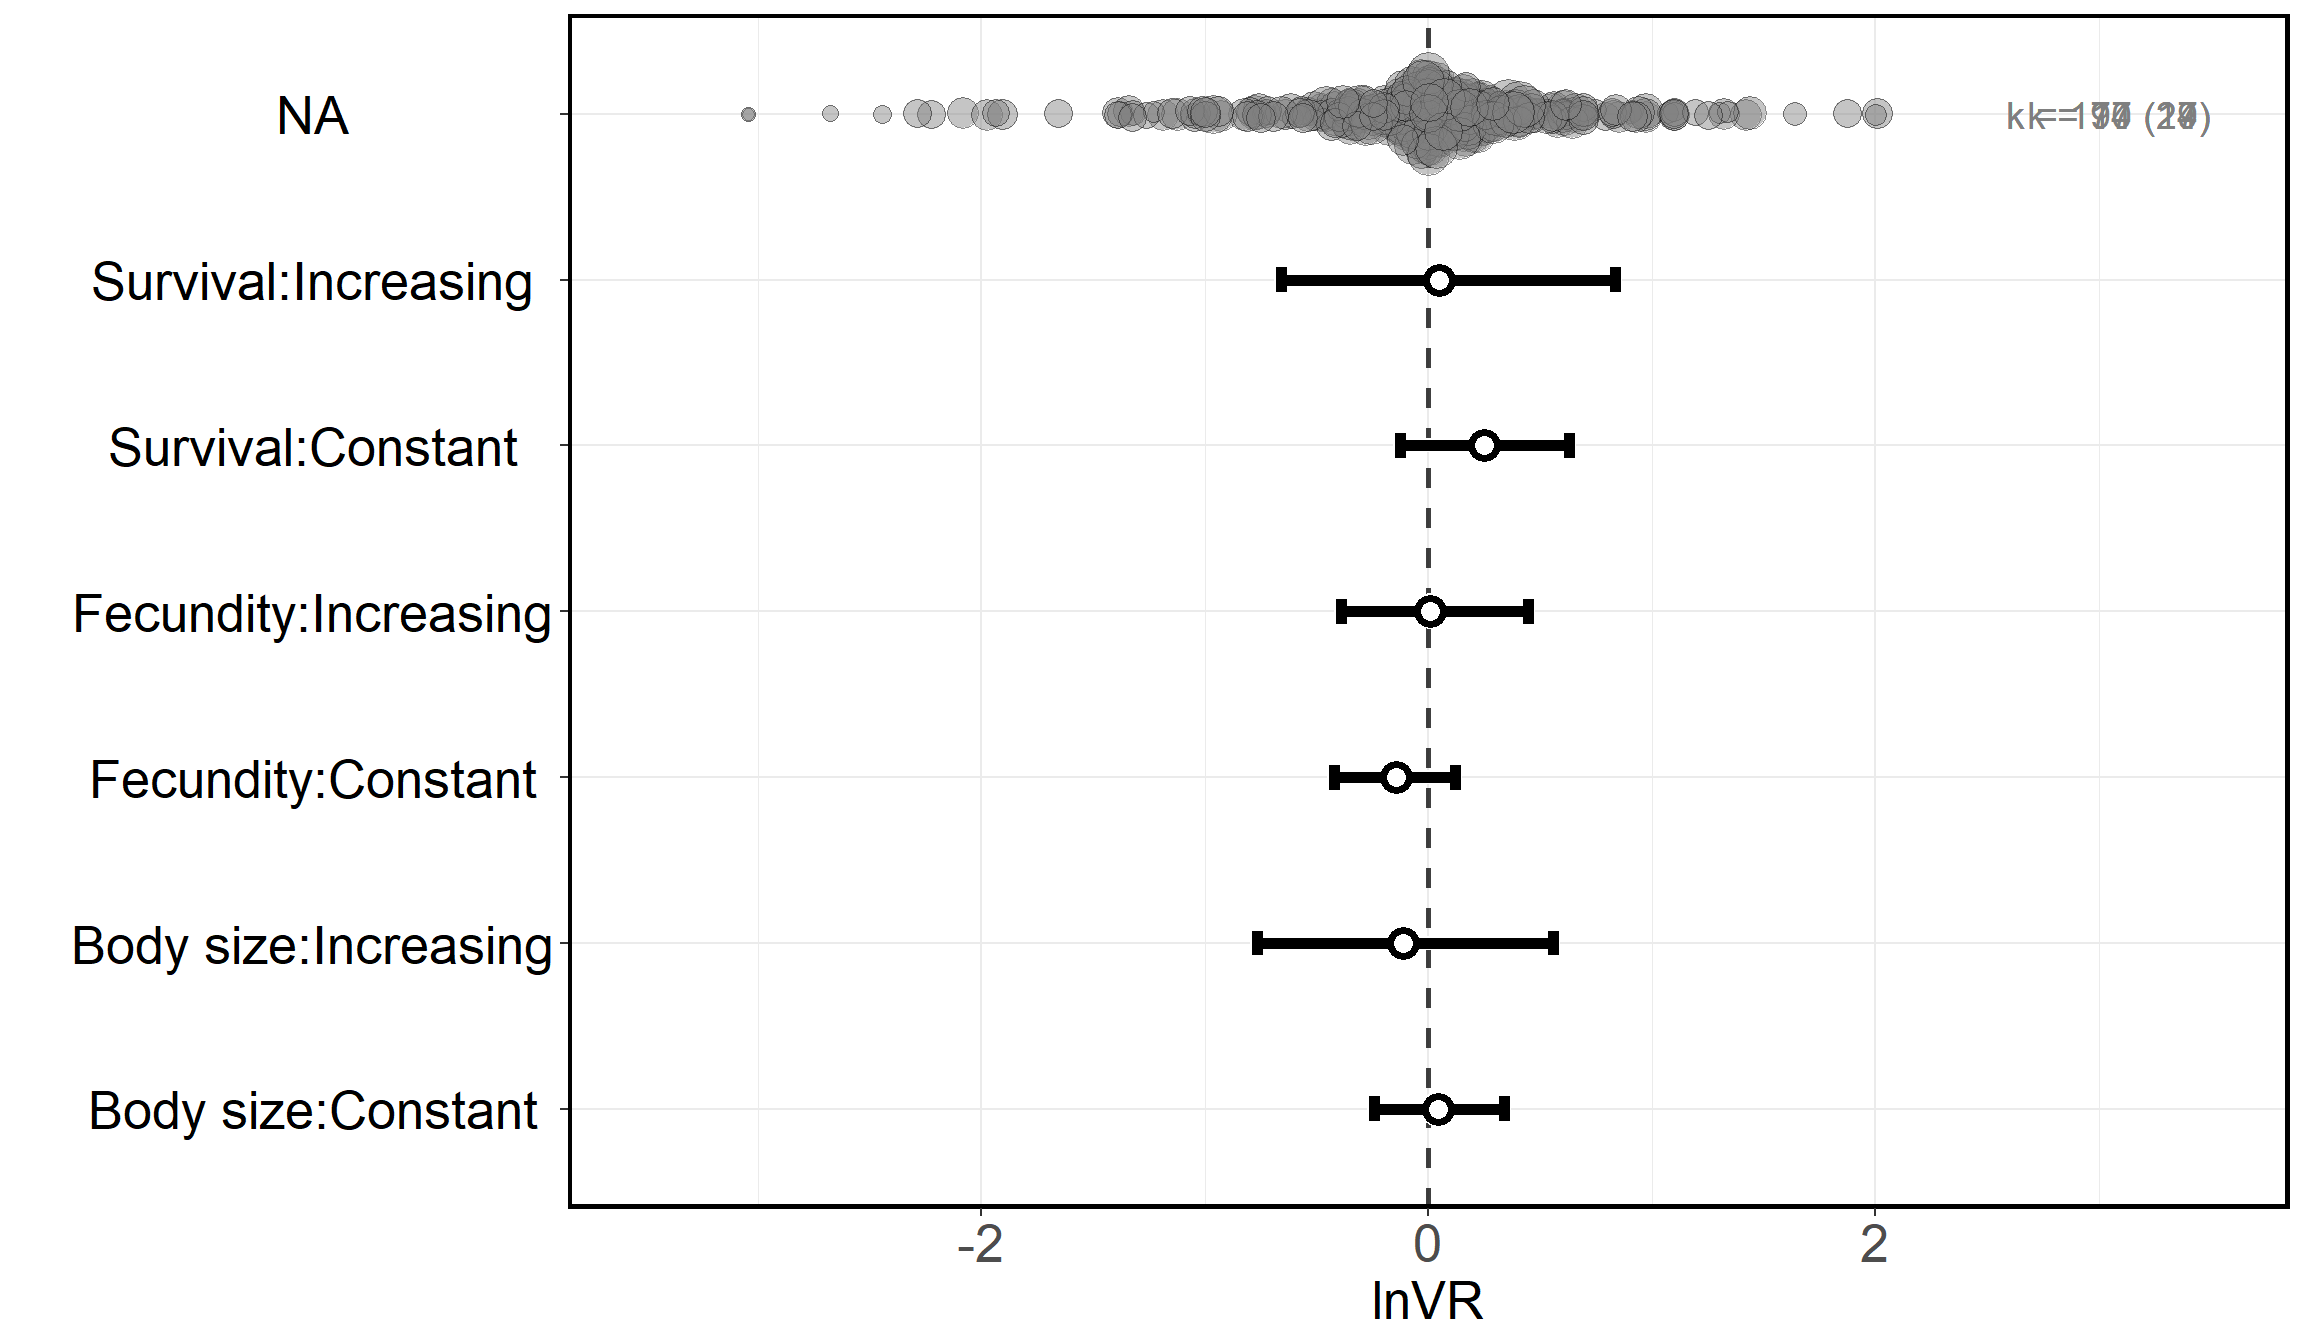 NA
Survival:Increasing
Survival:Constant
Fecundity:Increasing
Fecundity:Constant
Body size:Increasing
Body size:Constant
-2 0 2
lnVR